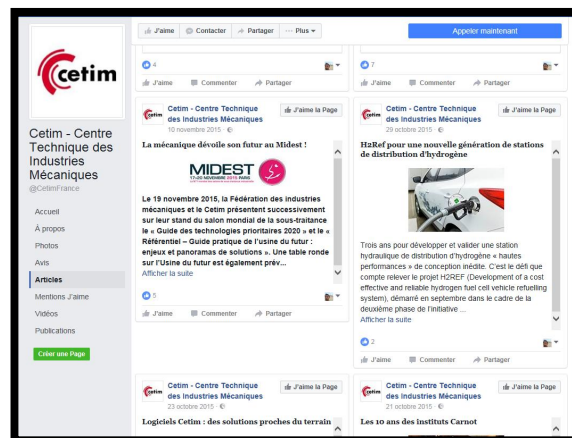 cetim
Cetim - Centre
Technique des
Industries
Mécaniques
@CetimFrance
Accueil
À propos
Photos
Avis
Articles
Mentions J'aime
Vidéos
Publications
Créer une Page
J'aime Contacter Partager Plus
Appeler maintenant
4
J'aime Commenter Partager
7
J'aime Commenter Partager
cetim
Cetim - Centre Technique
des Industries Mécaniques
J'aime la Page
10 novembre 2015
La mécanique dévoile son futur au Midest !
MIDEST
17-20 NOVEMBRE 2015 PARIS
Le 19 novembre 2015, la Fédération des industries
mécaniques et le Cetim présentent successivement
sur leur stand du salon mondial de la sous-traitance
le « Guide des technologies prioritaires 2020 » et le «
Référentiel – Guide pratique de l'usine du futur :
enjeux et panoramas de solutions ». Une table ronde
sur l'Usine du futur est également prév...
Afficher la suite
5
J'aime Commenter Partager
cetim
Cetim - Centre Technique
des Industries Mécaniques
J'aime la Page
29 octobre 2015
H2Ref pour une nouvelle génération de stations
de distribution d'hydrogène
Trois ans pour développer et valider une station
hydraulique de distribution d'hydrogène « hautes
performances » de conception inédite. C'est le défi que
compte relever le projet H2REF (Development of a cost
effective and reliable hydrogen fuel cell vehicle refuelling
system), démarré en septembre dans le cadre de la
deuxième phase de l'initiative ...
Afficher la suite
2
J'aime Commenter Partager
cetim
Cetim - Centre Technique
des Industries Mécaniques
J'aime la Page
23 octobre 2015
Logiciels Cetim : des solutions proches du terrain
cetim
Cetim - Centre Technique
des Industries Mécaniques
J'aime la Page
21 octobre 2015
Les 10 ans des instituts Carnot